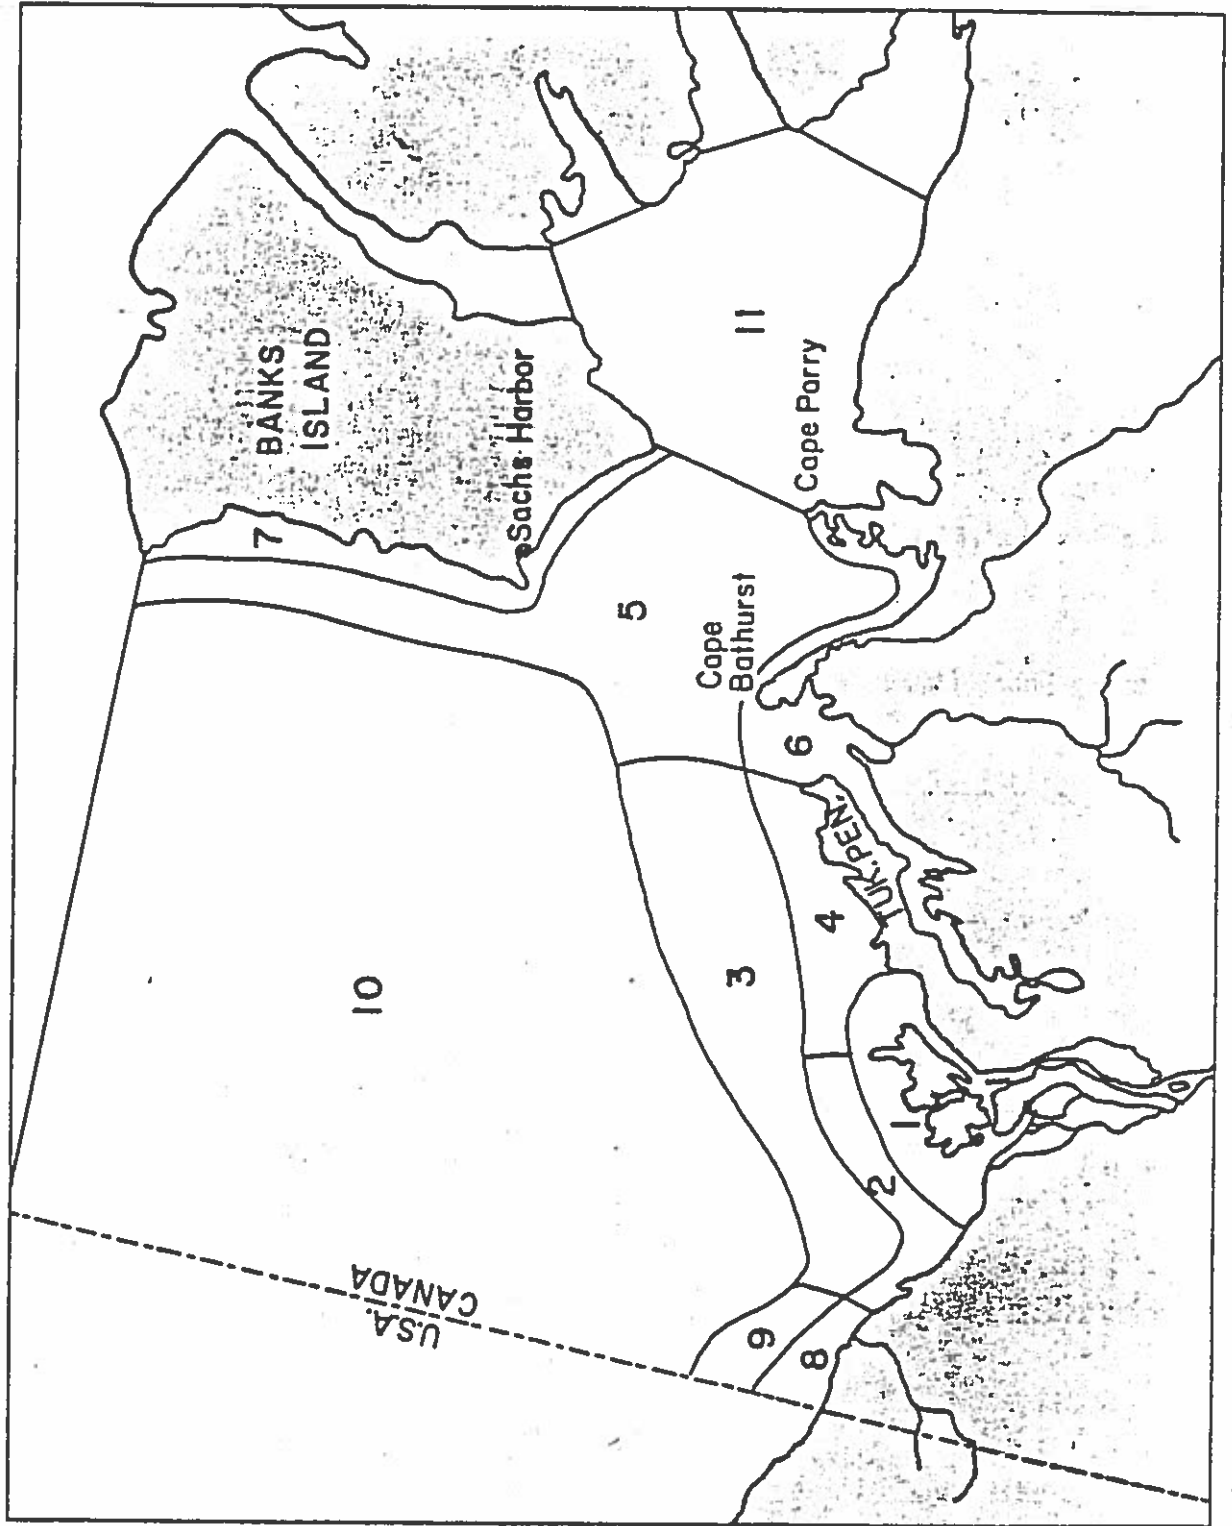 BANKS
ISLAND
Sachs Harbor
7
11
Cape Parry
5
Cape
Bathurst
6
10
3
4
TUK. PEN.
1
2
U.S.A.
CANADA
9
8